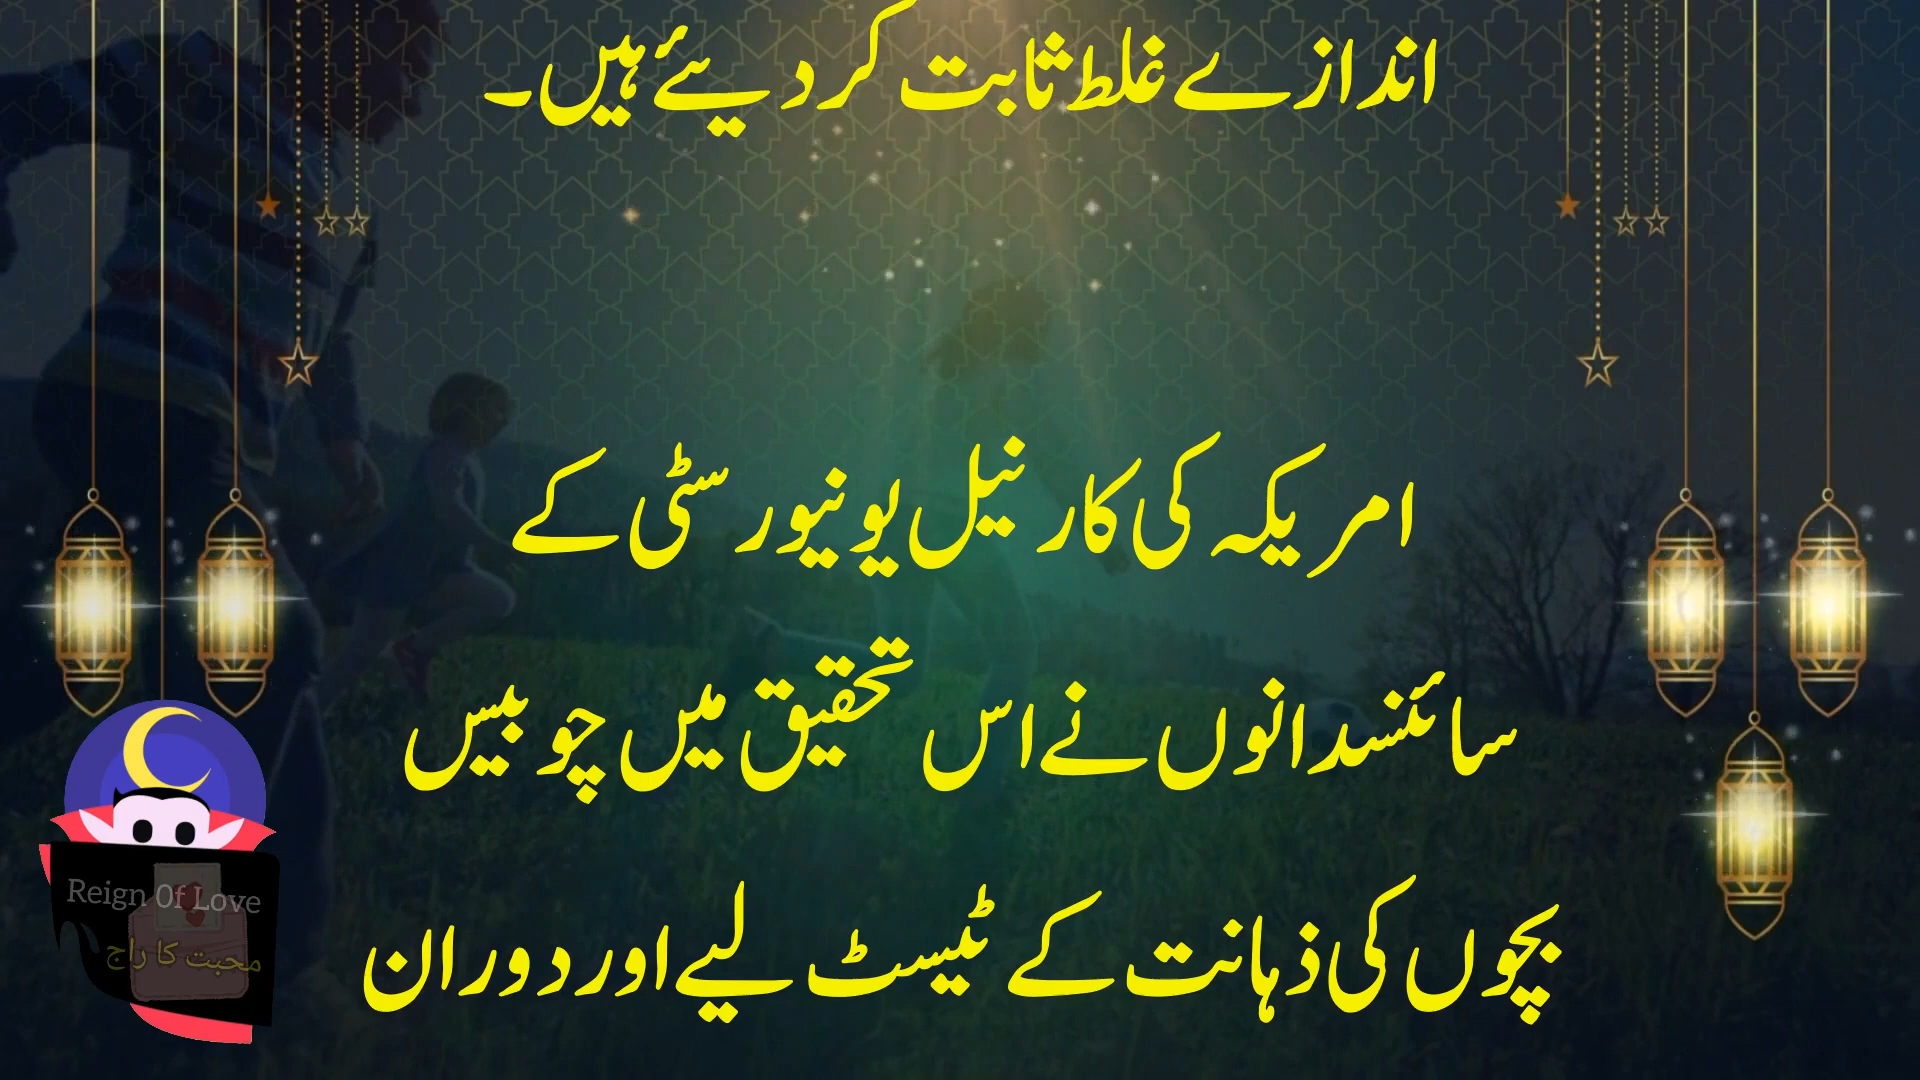 اندازے غلط ثابت کر دیئے ہیں۔
امریکہ کی کارنیل یونیورسٹی کے
سائنسدانوں نے اس تحقیق میں چوبیس
بچوں کی ذہانت کے ٹیسٹ لیے اور دوران
Reign Of Love
محبت کا راج